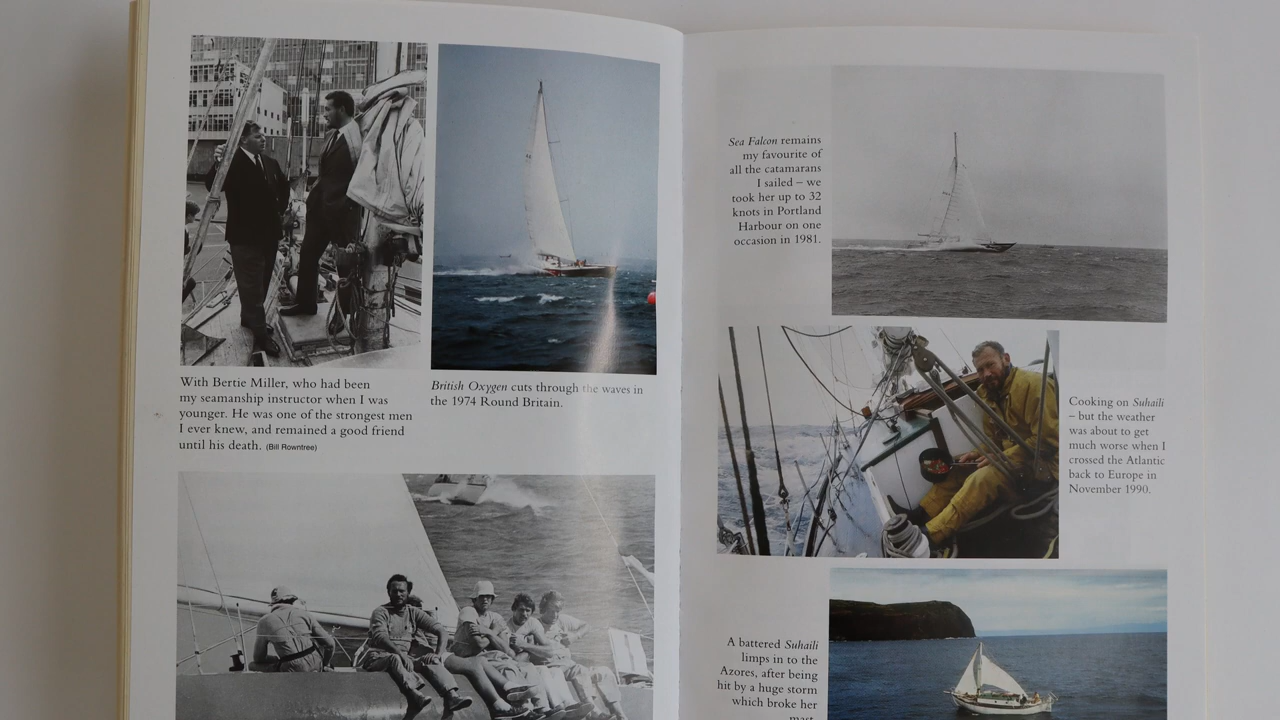 With Bertie Miller, who had been
my seamanship instructor when I was
younger. He was one of the strongest men
I ever knew, and remained a good friend
until his death. (Bill Rowntree)
British Oxygen cuts through the waves in
the 1974 Round Britain.
Sea Falcon remains
my favourite of
all the catamarans
I sailed – we
took her up to 32
knots in Portland
Harbour on one
occasion in 1981.
Cooking on Suhaili
– but the weather
was about to get
much worse when I
crossed the Atlantic
back to Europe in
November 1990.
A battered Suhaili
limps in to the
Azores, after being
hit by a huge storm
which broke her
mast.